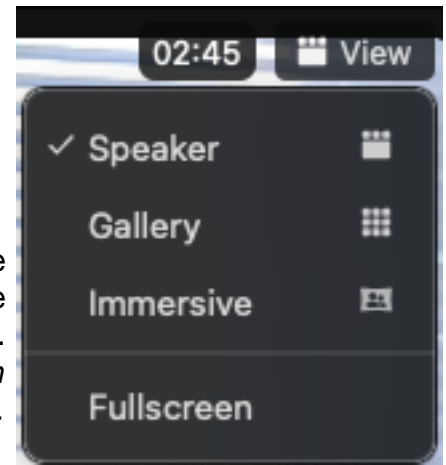 02:45 View
Speaker
Gallery
e
e
Immersive
.
n
Fullscreen
.